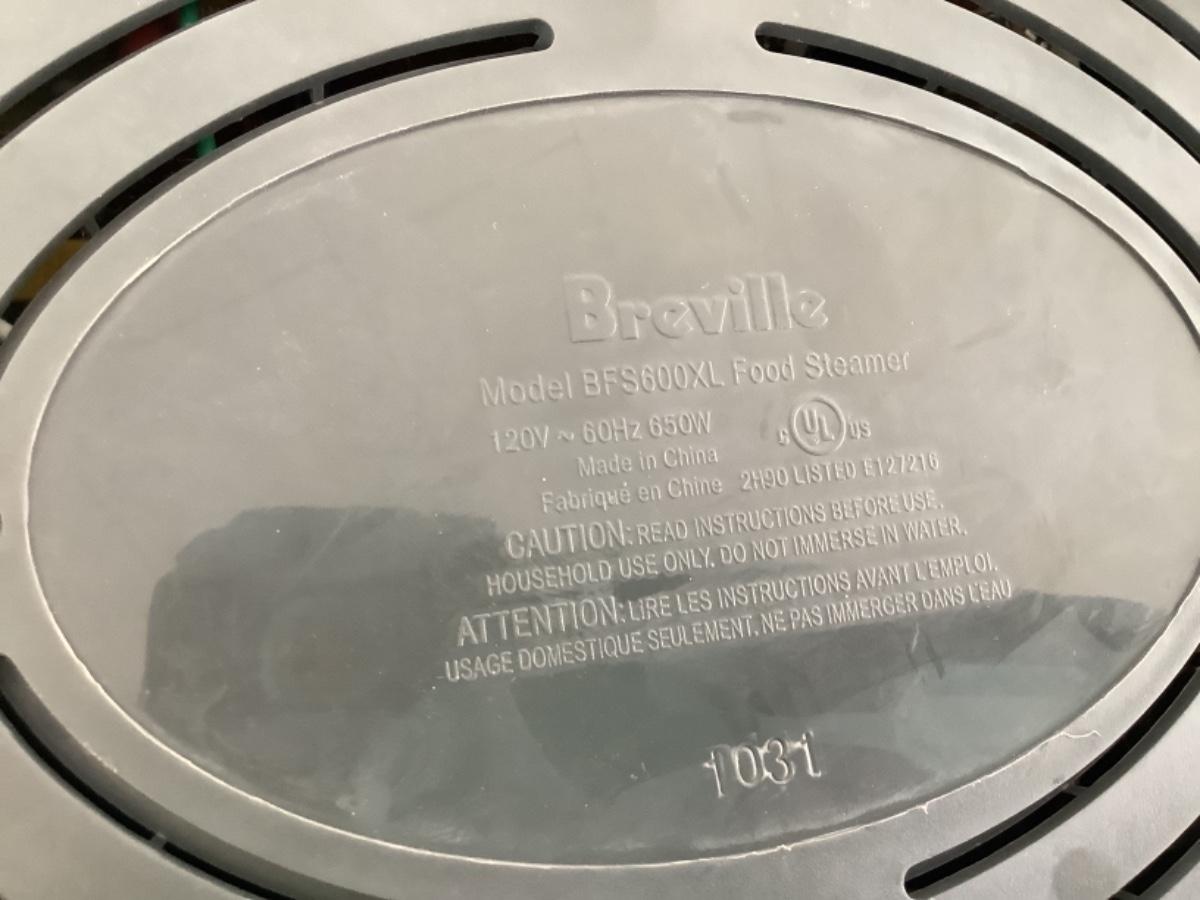 Breville
Model BFS600XL Food Steamer
120V ~ 60Hz 650W
C UL US
Made in China
Fabriqué en Chine 2H90 LISTED E127216
CAUTION: READ INSTRUCTIONS BEFORE USE.
HOUSEHOLD USE ONLY. DO NOT IMMERSE IN WATER.
ATTENTION: LIRE LES INSTRUCTIONS AVANT L'EMPLOI.
USAGE DOMESTIQUE SEULEMENT. NE PAS IMMERGER DANS L'EAU
1031